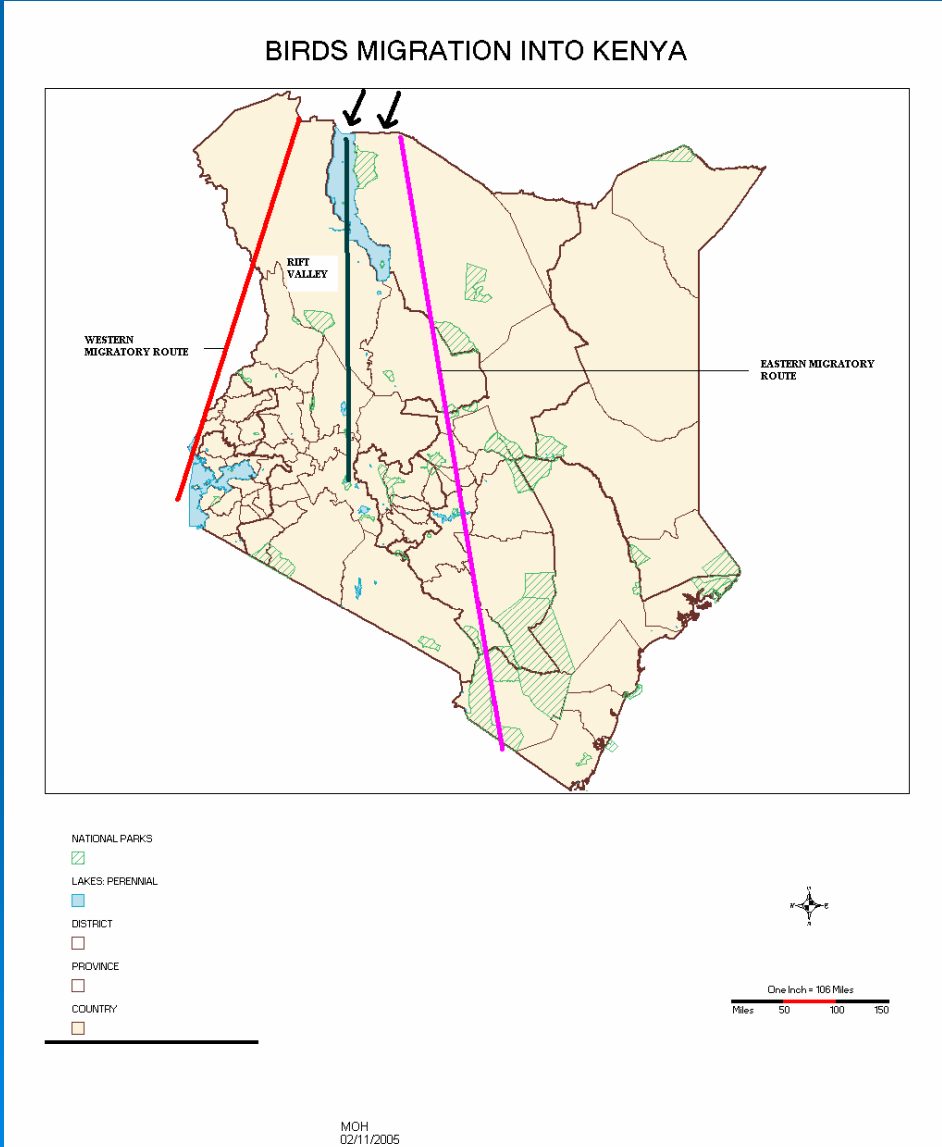 BIRDS MIGRATION INTO KENYA
RIFT
VALLEY
WESTERN
MIGRATORY ROUTE
EASTERN MIGRATORY
ROUTE
NATIONAL PARKS
LAKES: PERENNIAL
DISTRICT
PROVINCE
COUNTRY
N
W E
One Inch = 106 Miles
Miles 50 100 150
MOH
02/11/2005